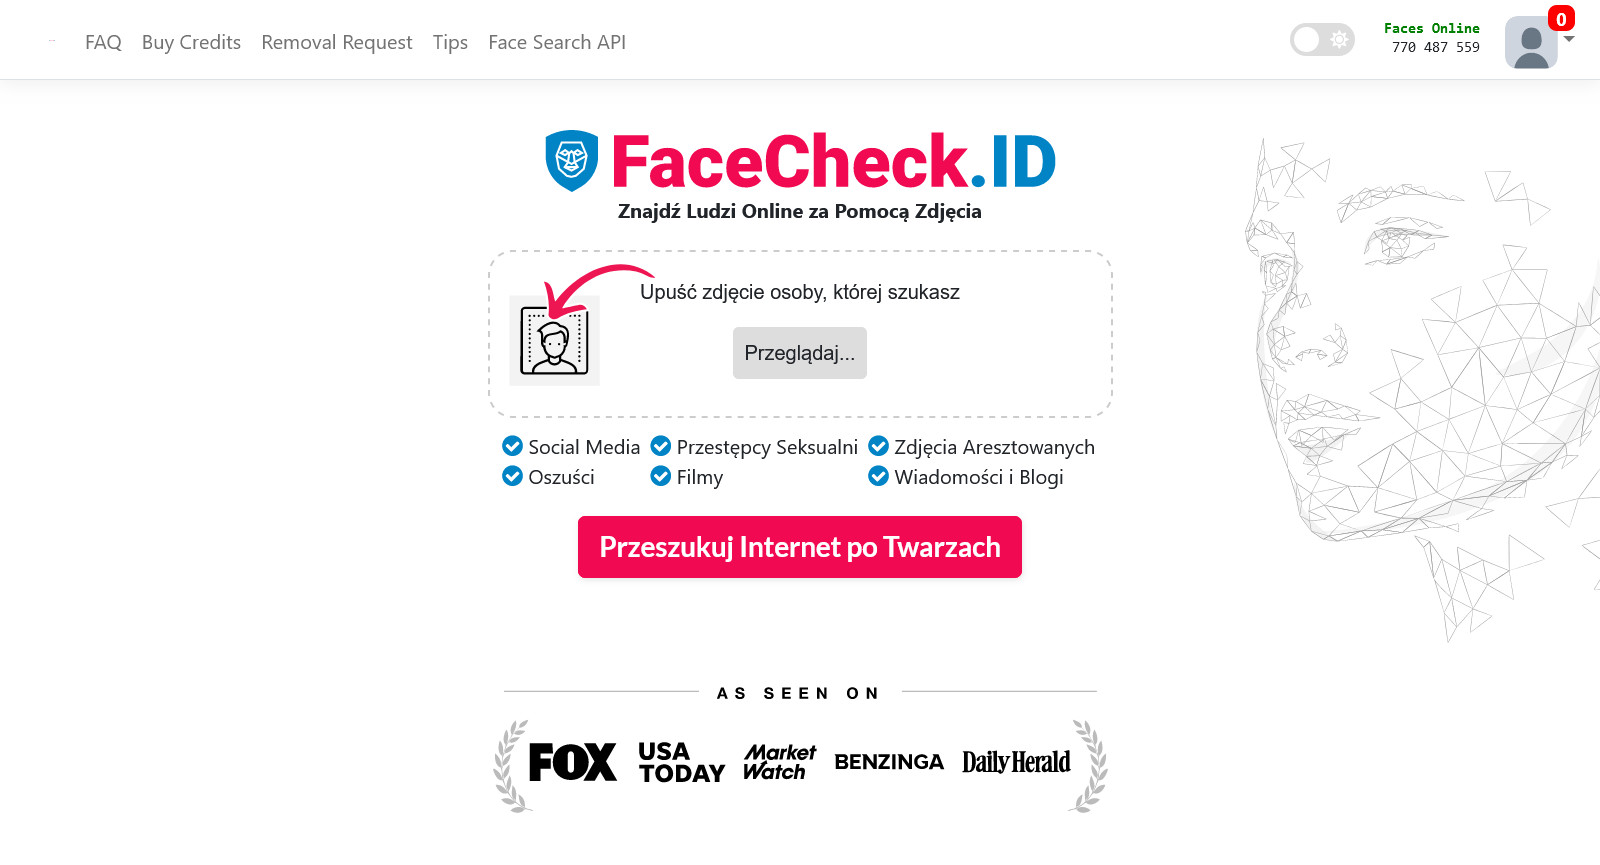 FAQ Buy Credits Removal Request Tips Face Search API
Faces Online
770 487 559
0
FaceCheck.ID
Znajdź Ludzi Online za Pomocą Zdjęcia
Upuść zdjęcie osoby, której szukasz
Przeglądaj...
Social Media Przestępcy Seksualni Zdjęcia Aresztowanych
Oszuści Filmy Wiadomości i Blogi
Przeszukuj Internet po Twarzach
AS SEEN ON
FOX USA TODAY Market Watch BENZINGA Daily Herald